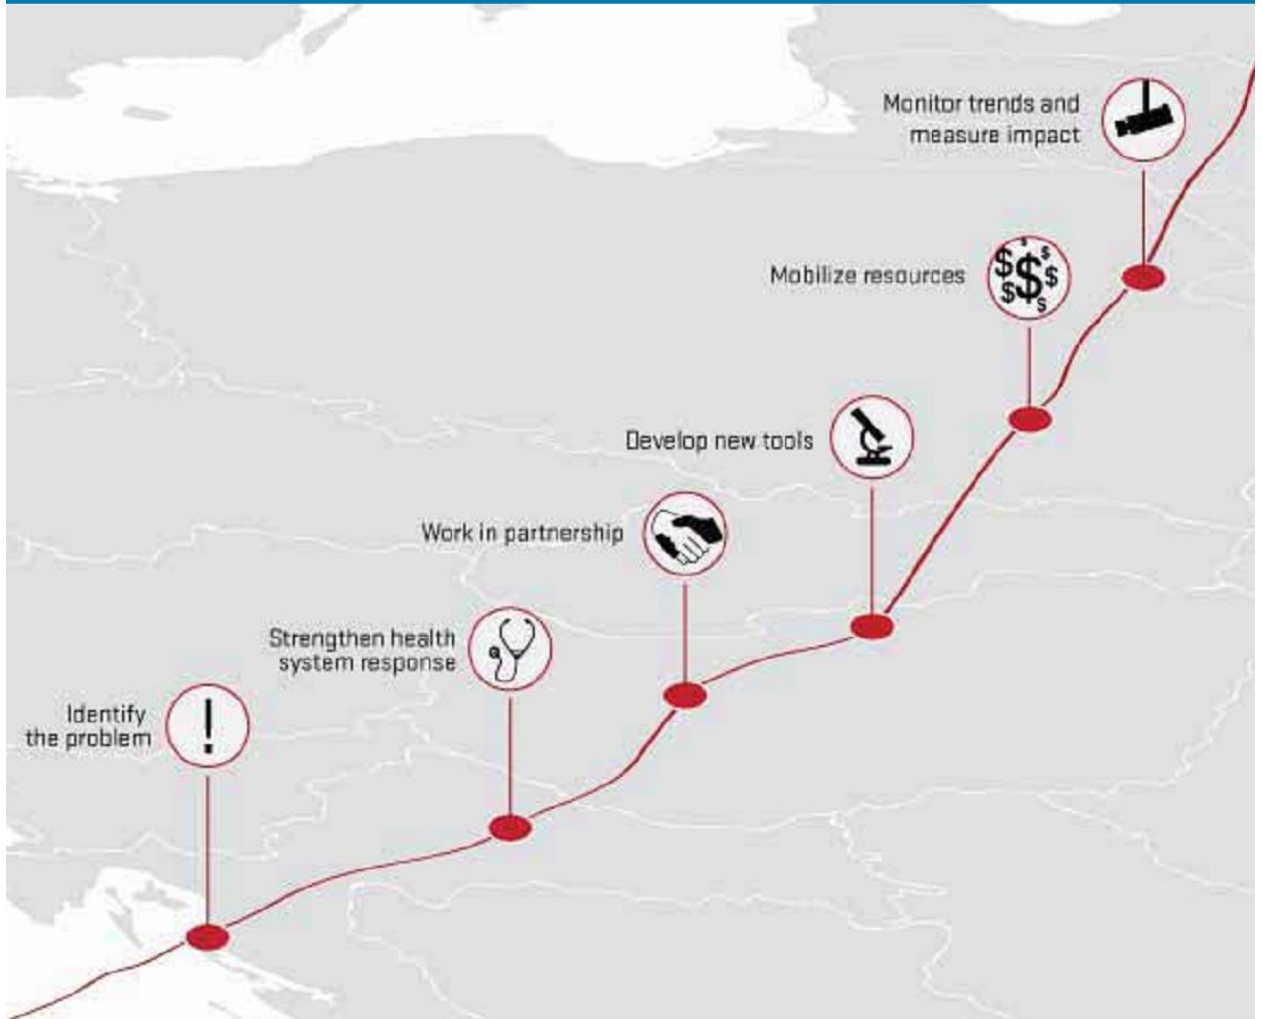 Monitor trends and
measure impact
Mobilize resources
Develop new tools
Work in partnership
Strengthen health
system response
Identify
the problem